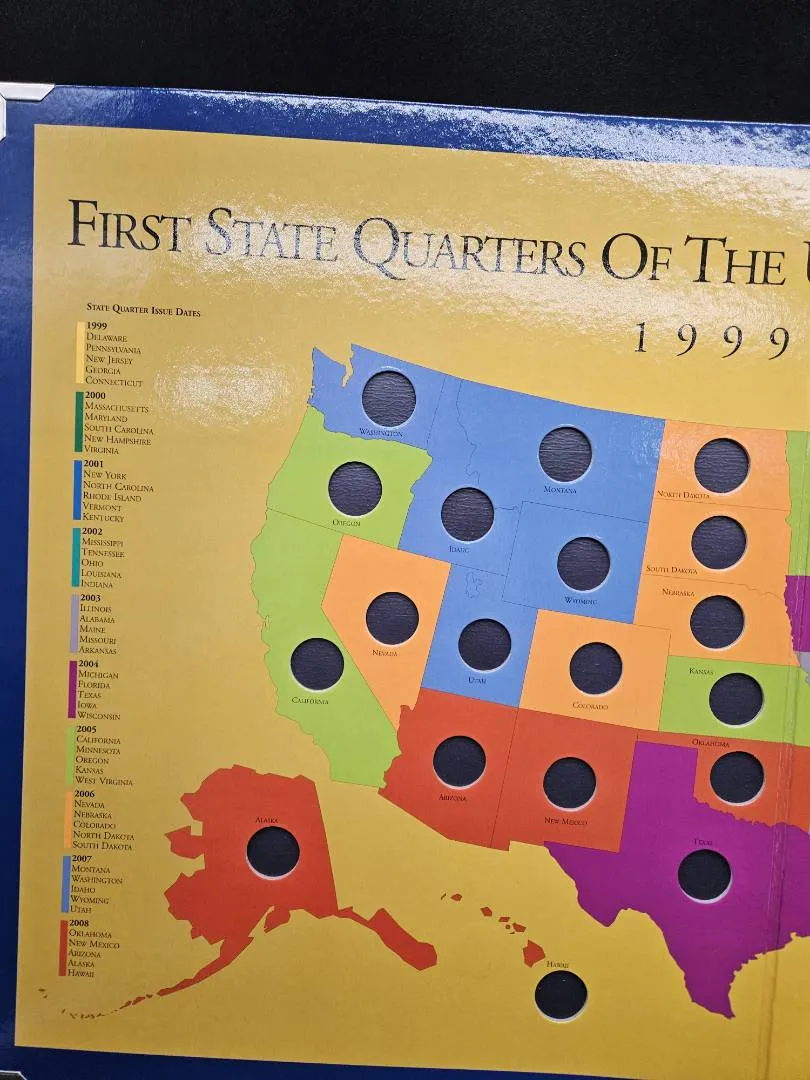 FIRST STATE QUARTERS OF THE
1999
STATE QUARTER ISSUE DATES
1999
DELAWARE
PENNSYLVANIA
NEW JERSEY
GEORGIA
CONNECTICUT
2000
MASSACHUSETTS
MARYLAND
SOUTH CAROLINA
NEW HAMPSHIRE
VIRGINIA
2001
NEW YORK
NORTH CAROLINA
RHODE ISLAND
VERMONT
KENTUCKY
2002
MISSISSIPPI
TENNESSEE
OHIO
LOUISIANA
INDIANA
2003
ILLINOIS
ALABAMA
MAINE
MISSOURI
ARKANSAS
2004
MICHIGAN
FLORIDA
TEXAS
IOWA
WISCONSIN
2005
CALIFORNIA
MINNESOTA
OREGON
KANSAS
WEST VIRGINIA
2006
NEVADA
NEBRASKA
COLORADO
NORTH DAKOTA
SOUTH DAKOTA
2007
MONTANA
WASHINGTON
IDAHO
WYOMING
UTAH
2008
OKLAHOMA
NEW MEXICO
ARIZONA
ALASKA
HAWAII
WASHINGTON
MONTANA
NORTH DAKOTA
OREGON
IDAHO
SOUTH DAKOTA
WYOMING
NEBRASKA
NEVADA
UTAH
KANSAS
CALIFORNIA
COLORADO
OKLAHOMA
ARIZONA
NEW MEXICO
ALASKA
TEXAS
HAWAII